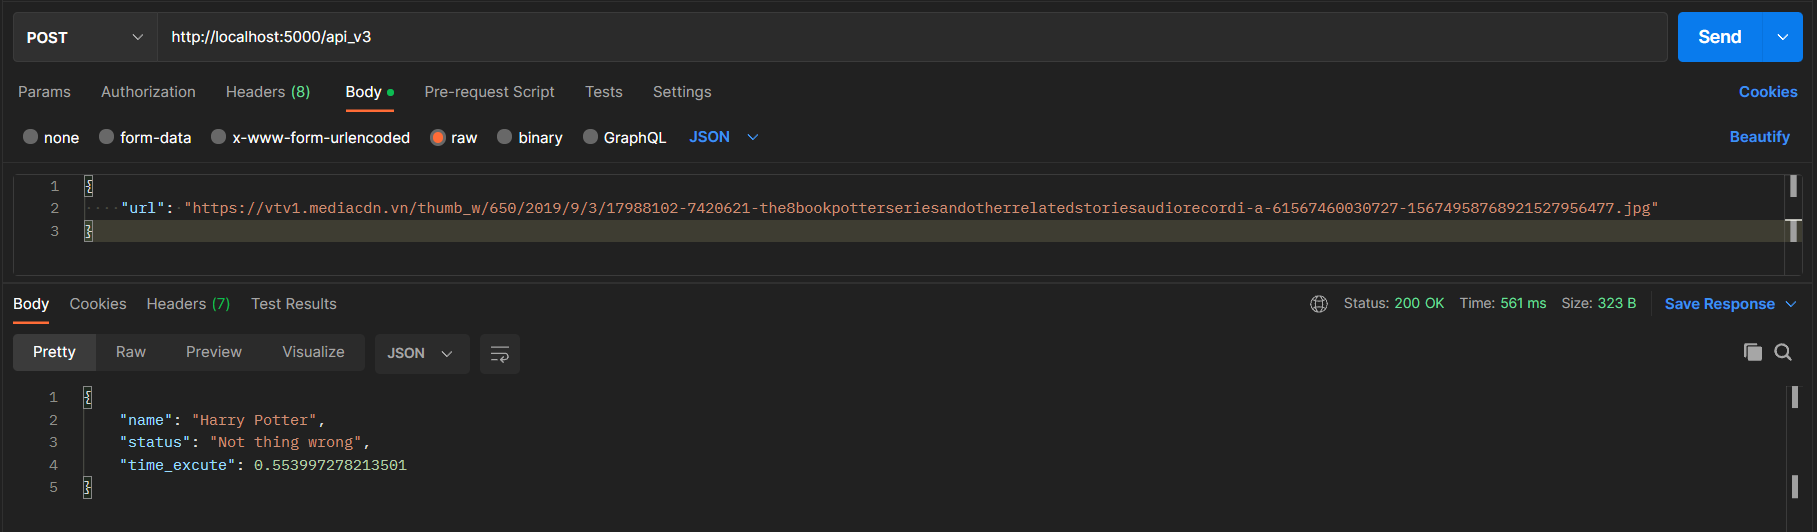 POST http://localhost:5000/api_v3 Send
Params Authorization Headers (8) Body Pre-request Script Tests Settings Cookies
none form-data x-www-form-urlencoded raw binary GraphQL JSON Beautify
1 {
2 "url": "https://vtv1.mediacdn.vn/thumb_w/650/2019/9/3/17988102-7420621-the8bookpotterseriesandotherrelatedstoriesaudiorecordi-a-61567460030727-15674958768921527956477.jpg"
3 }
Body Cookies Headers (7) Test Results Status: 200 OK Time: 561 ms Size: 323 B Save Response
Pretty Raw Preview Visualize JSON
1 {
2 "name": "Harry Potter",
3 "status": "Not thing wrong",
4 "time_excute": 0.553997278213501
5 }